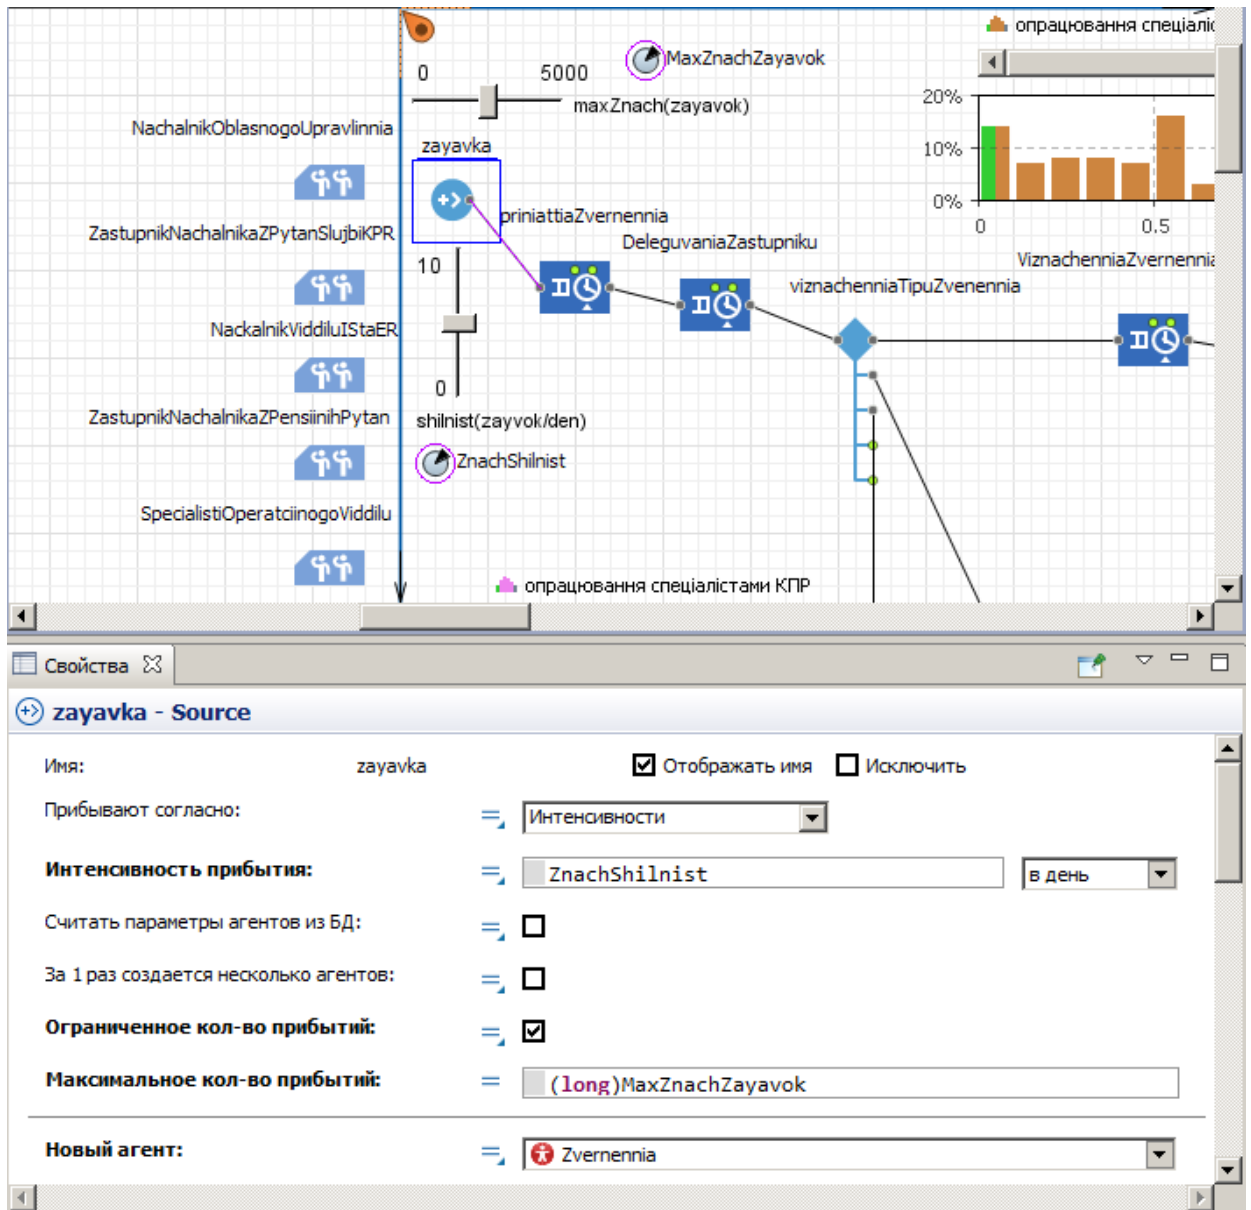 опрацювання спеціаліс
MaxZnachZayavok
0 5000
maxZnach(zayavok)
20%
10%
0%
0 0.5
NachalnikOblasnogoUpravlinnia
zayavka
priniattiaZvernennia
ZastupnikNachalnikaZPytanSlujbiKPR
DeleguvaniaZastupniku
ViznachenniaZvernennia
10
viznachenniaTipuZvenennia
NackalnikViddiluIStaER
0
ZastupnikNachalnikaZPensiinihPytan
shilnist(zayvok/den)
ZnachShilnist
SpecialistiOperatciinogoViddilu
опрацювання спеціалістами КПР
Свойства
zayavka - Source
Имя: zayavka Отображать имя Исключить
Прибывают согласно: Интенсивности
Интенсивность прибытия: ZnachShilnist в день
Считать параметры агентов из БД:
За 1 раз создается несколько агентов:
Ограниченное кол-во прибытий:
Максимальное кол-во прибытий: (long)MaxZnachZayavok
Новый агент: Zvernennia